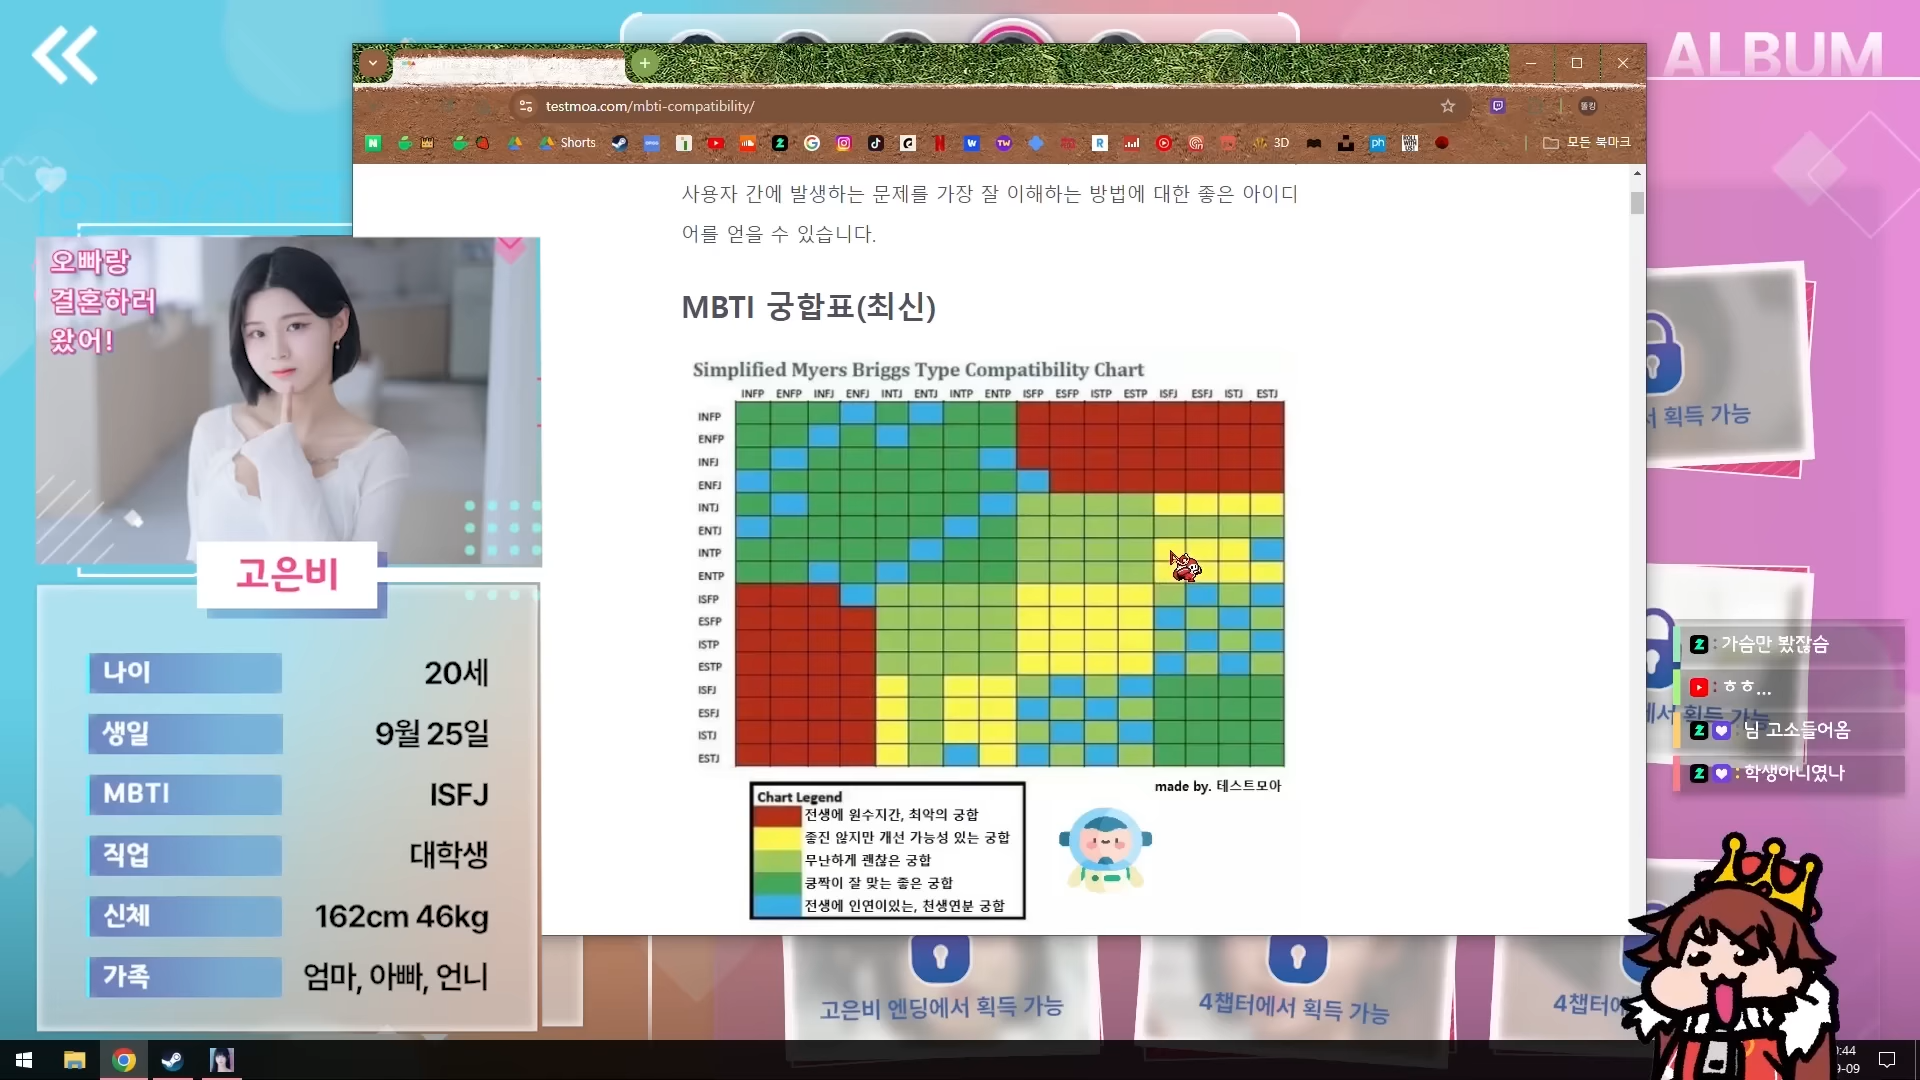 ALBUM
testmoa.com/mbti-compatibility/
Shorts
3D
모든 북마크
사용자 간에 발생하는 문제를 가장 잘 이해하는 방법에 대한 좋은 아이디
어를 얻을 수 있습니다.
MBTI 궁합표(최신)
Simplified Myers Briggs Type Compatibility Chart
INFP ENFP INFJ ENFJ INTJ ENTJ INTP ENTP ISFP ESFP ISTP ESTP ISFJ ESFJ ISTJ ESTJ
INFP
ENFP
INFJ
ENFJ
INTJ
ENTJ
INTP
ENTP
ISFP
ESFP
ISTP
ESTP
ISFJ
ESFJ
ISTJ
ESTJ
made by. 테스트모아
Chart Legend
전생에 원수지간, 최악의 궁합
좋진 않지만 개선 가능성 있는 궁합
무난하게 괜찮은 궁합
쿵짝이 잘 맞는 좋은 궁합
전생에 인연이있는, 천생연분 궁합
오빠랑
결혼하러
왔어!
고은비
나이 20세
생일 9월 25일
MBTI ISFJ
직업 대학생
신체 162cm 46kg
가족 엄마, 아빠, 언니
서 획득 가능
에서 획득 가능
: 가슴만 봤잖슴
: ㅎㅎ...
: 님 고소들어옴
: 학생아니였나
고은비 엔딩에서 획득 가능
4챕터에서 획득 가능
4챕터에
:44
9-09